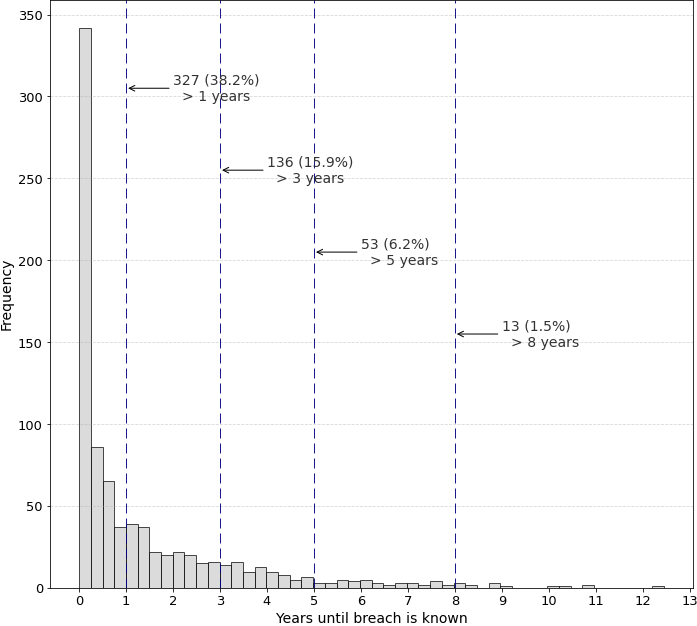 350
300
250
200
150
100
50
0
Frequency
327 (38.2%)
> 1 years
136 (15.9%)
> 3 years
53 (6.2%)
> 5 years
13 (1.5%)
> 8 years
0 1 2 3 4 5 6 7 8 9 10 11 12 13
Years until breach is known